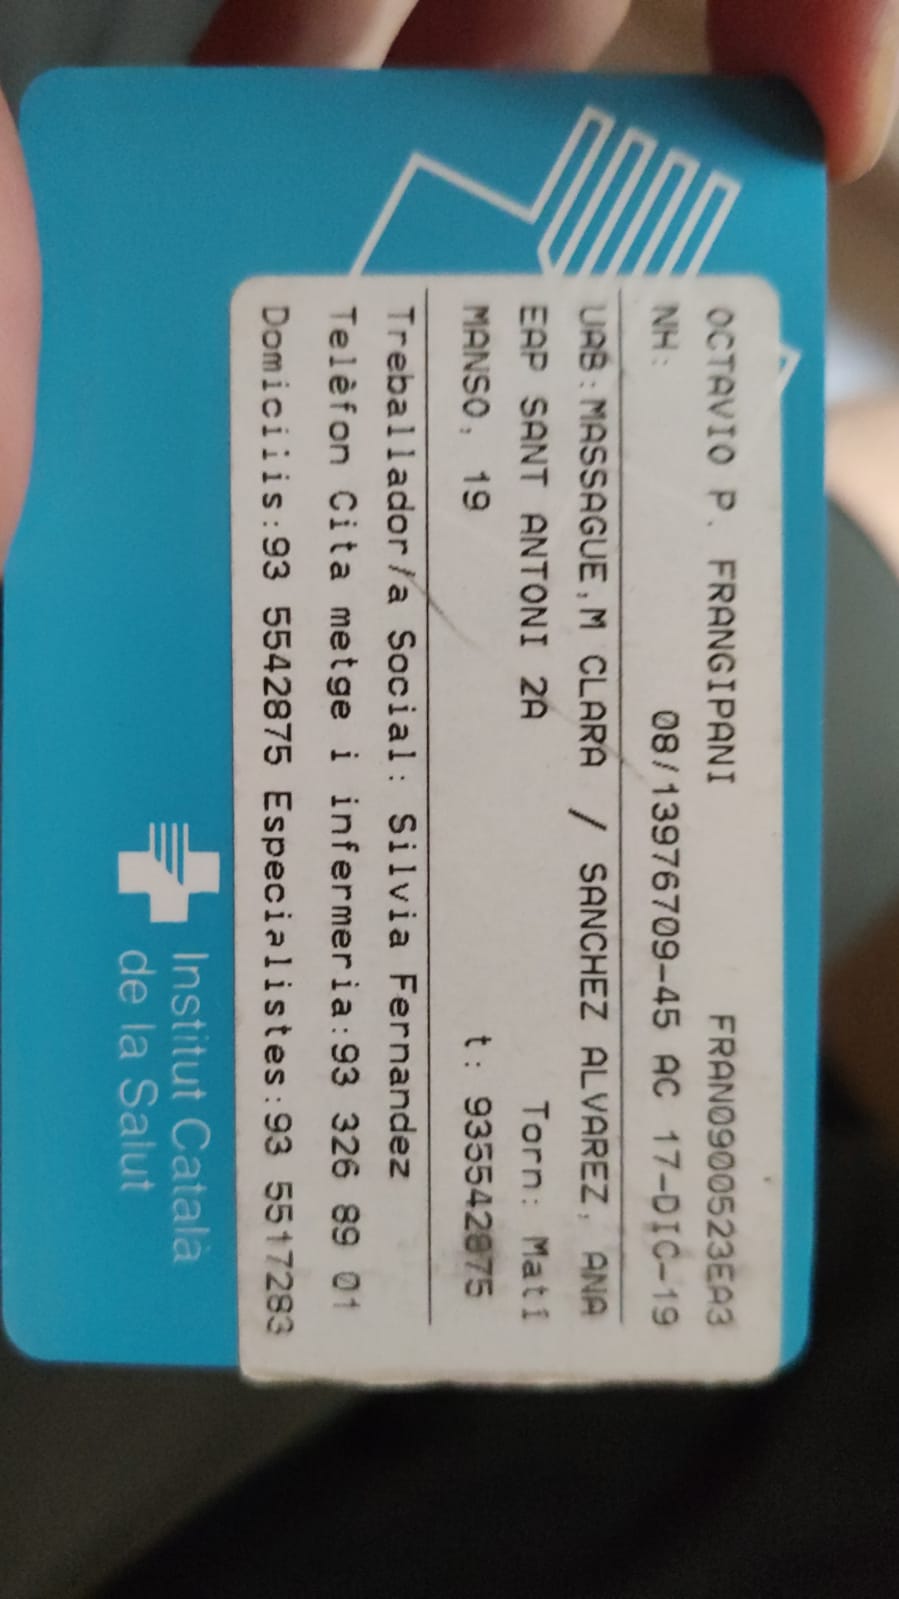 OCTAVIO P. FRANGIPANI FRAN0900523EA3
NH: 08/13976709-45 AC 17-DIC-19
UAB:MASSAGUE,M CLARA / SANCHEZ ALVAREZ, ANA
EAP SANT ANTONI 2A Torn: Matí
MANSO, 19 t: 935542875
Treballador/a Social: Silvia Fernandez
Telèfon Cita metge i infermeria:93 326 89 01
Domicilis:93 5542875 Especialistes:93 5517283
Institut Català
de la Salut